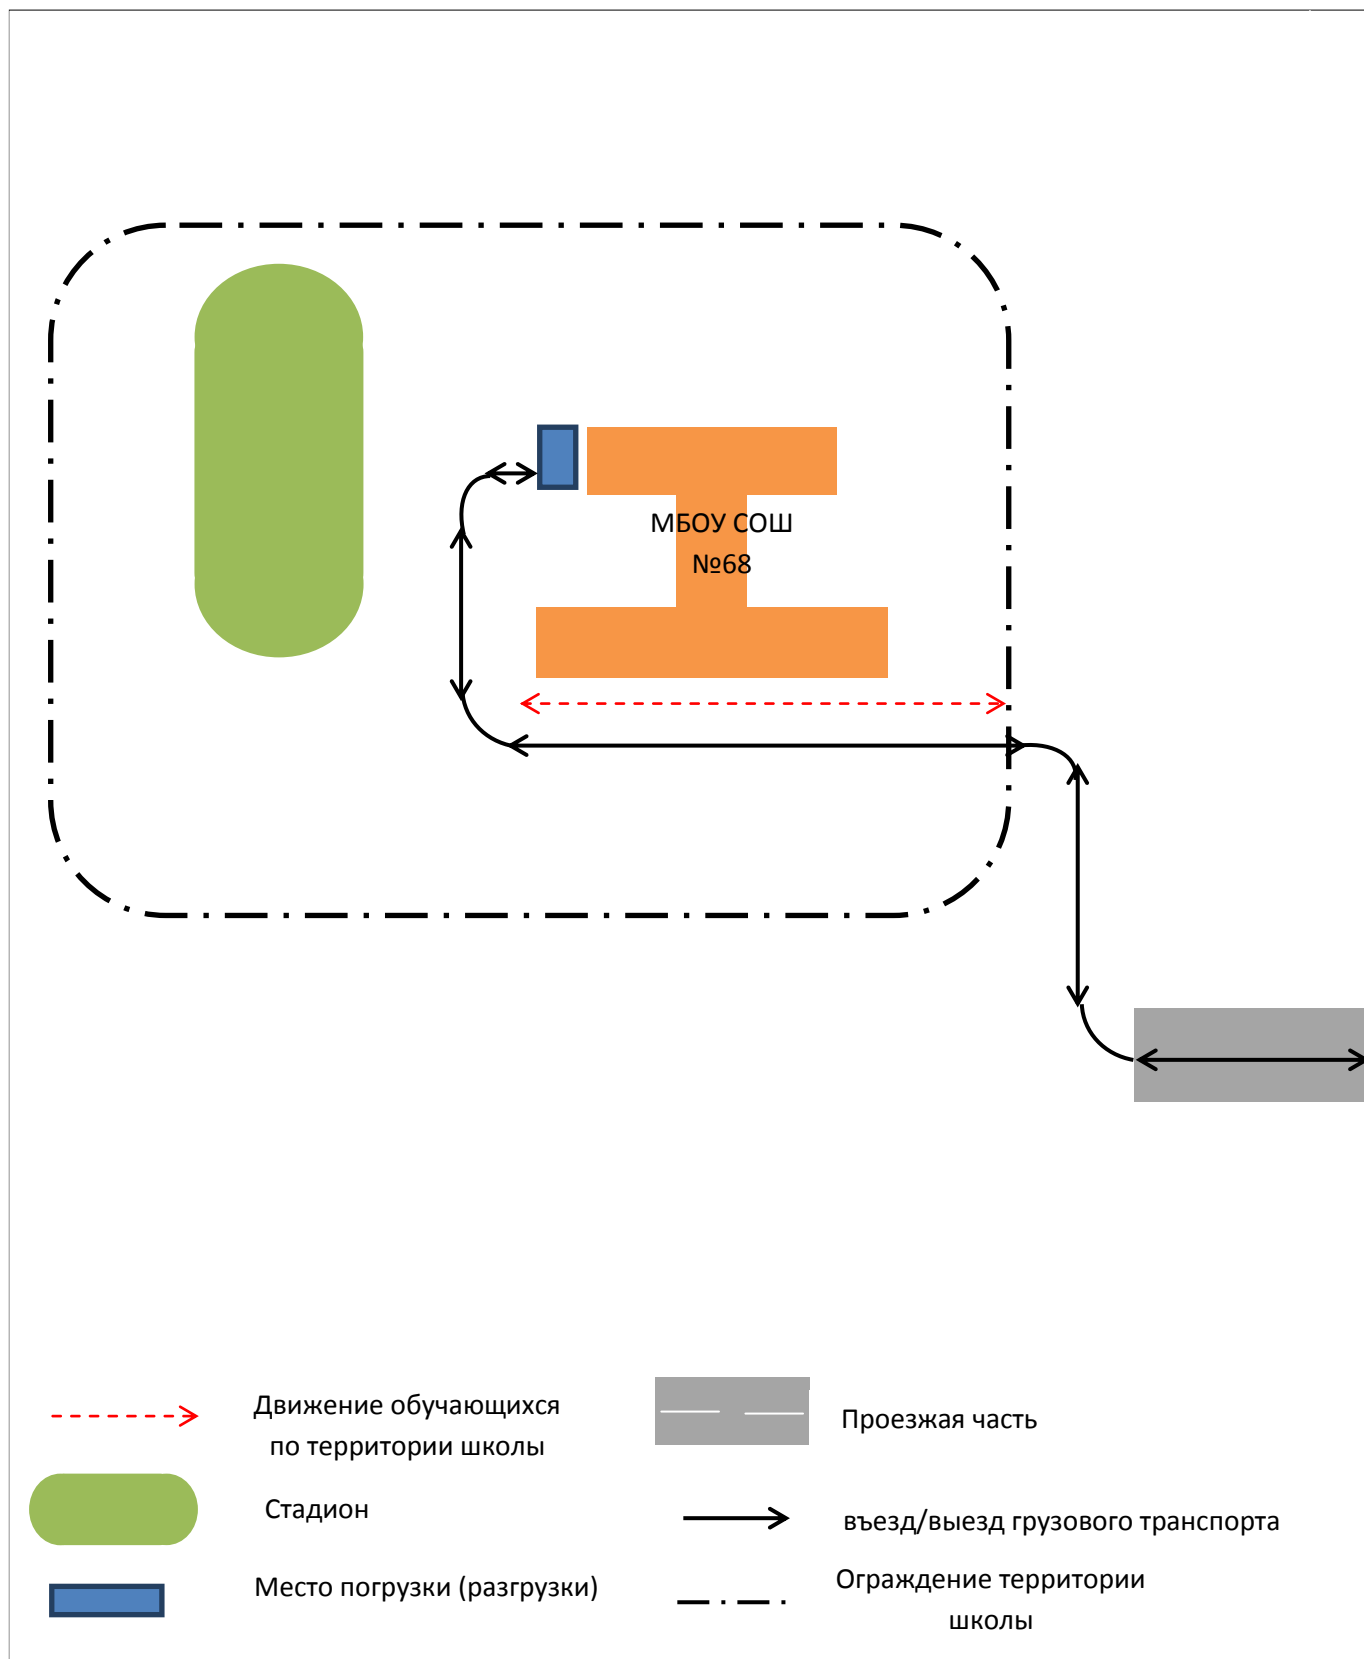 МБОУ СОШ
№68
Движение обучающихся
по территории школы
Проезжая часть
Стадион
въезд/выезд грузового транспорта
Место погрузки (разгрузки)
Ограждение территории
школы